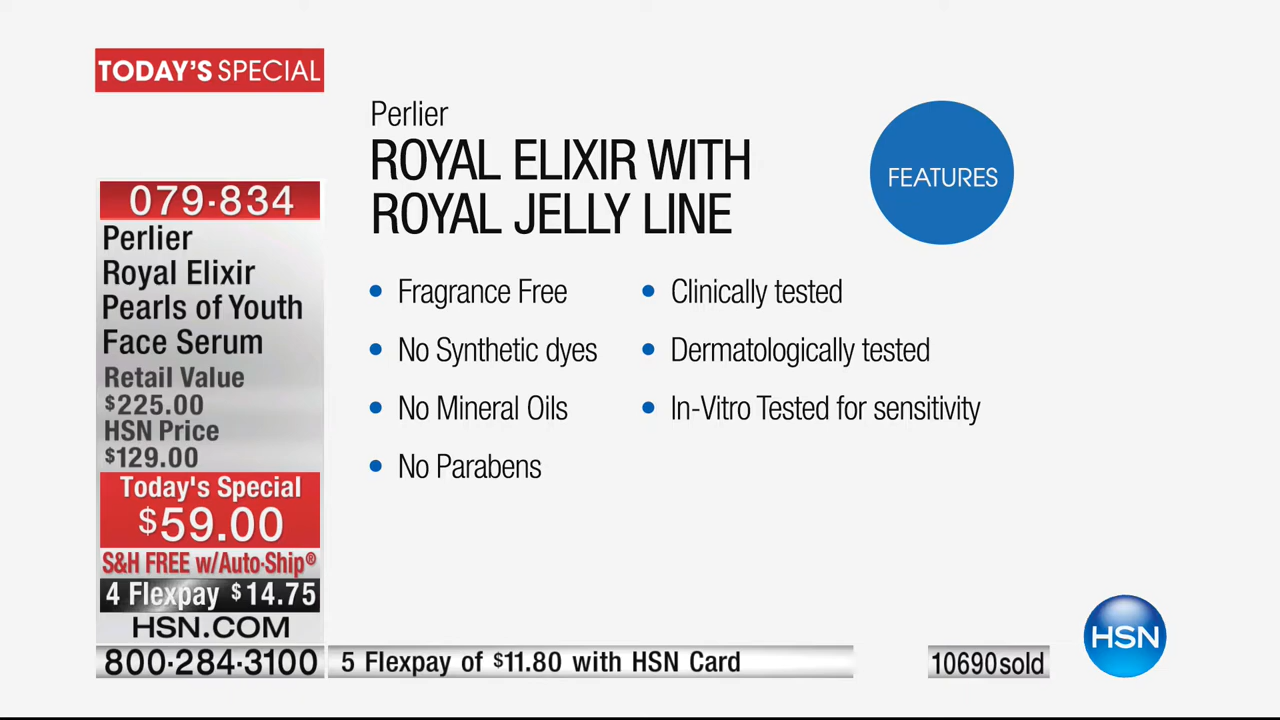 TODAY'S SPECIAL
079·834
Perlier
Royal Elixir
Pearls of Youth
Face Serum
Retail Value
$225.00
HSN Price
$129.00
Today's Special
$59.00
S&H FREE w/Auto·Ship®
4 Flexpay $14.75
HSN.COM
800·284·3100
Perlier
ROYAL ELIXIR WITH
ROYAL JELLY LINE
FEATURES
• Fragrance Free
• No Synthetic dyes
• No Mineral Oils
• No Parabens
• Clinically tested
• Dermatologically tested
• In-Vitro Tested for sensitivity
5 Flexpay of $11.80 with HSN Card
10690 sold
HSN